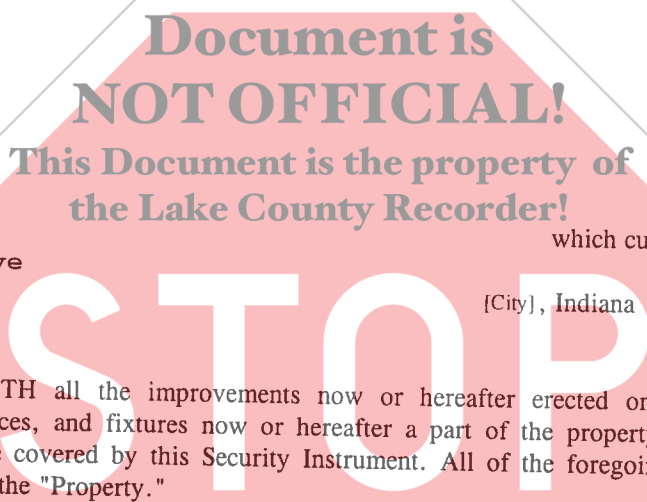 Document is
NOT OFFICIAL!
This Document is the property of
the Lake County Recorder!
which cu
ve
[City], Indiana
STOP
TH all the improvements now or hereafter erected on
ces, and fixtures now or hereafter a part of the property
covered by this Security Instrument. All of the foregoi
the "Property."